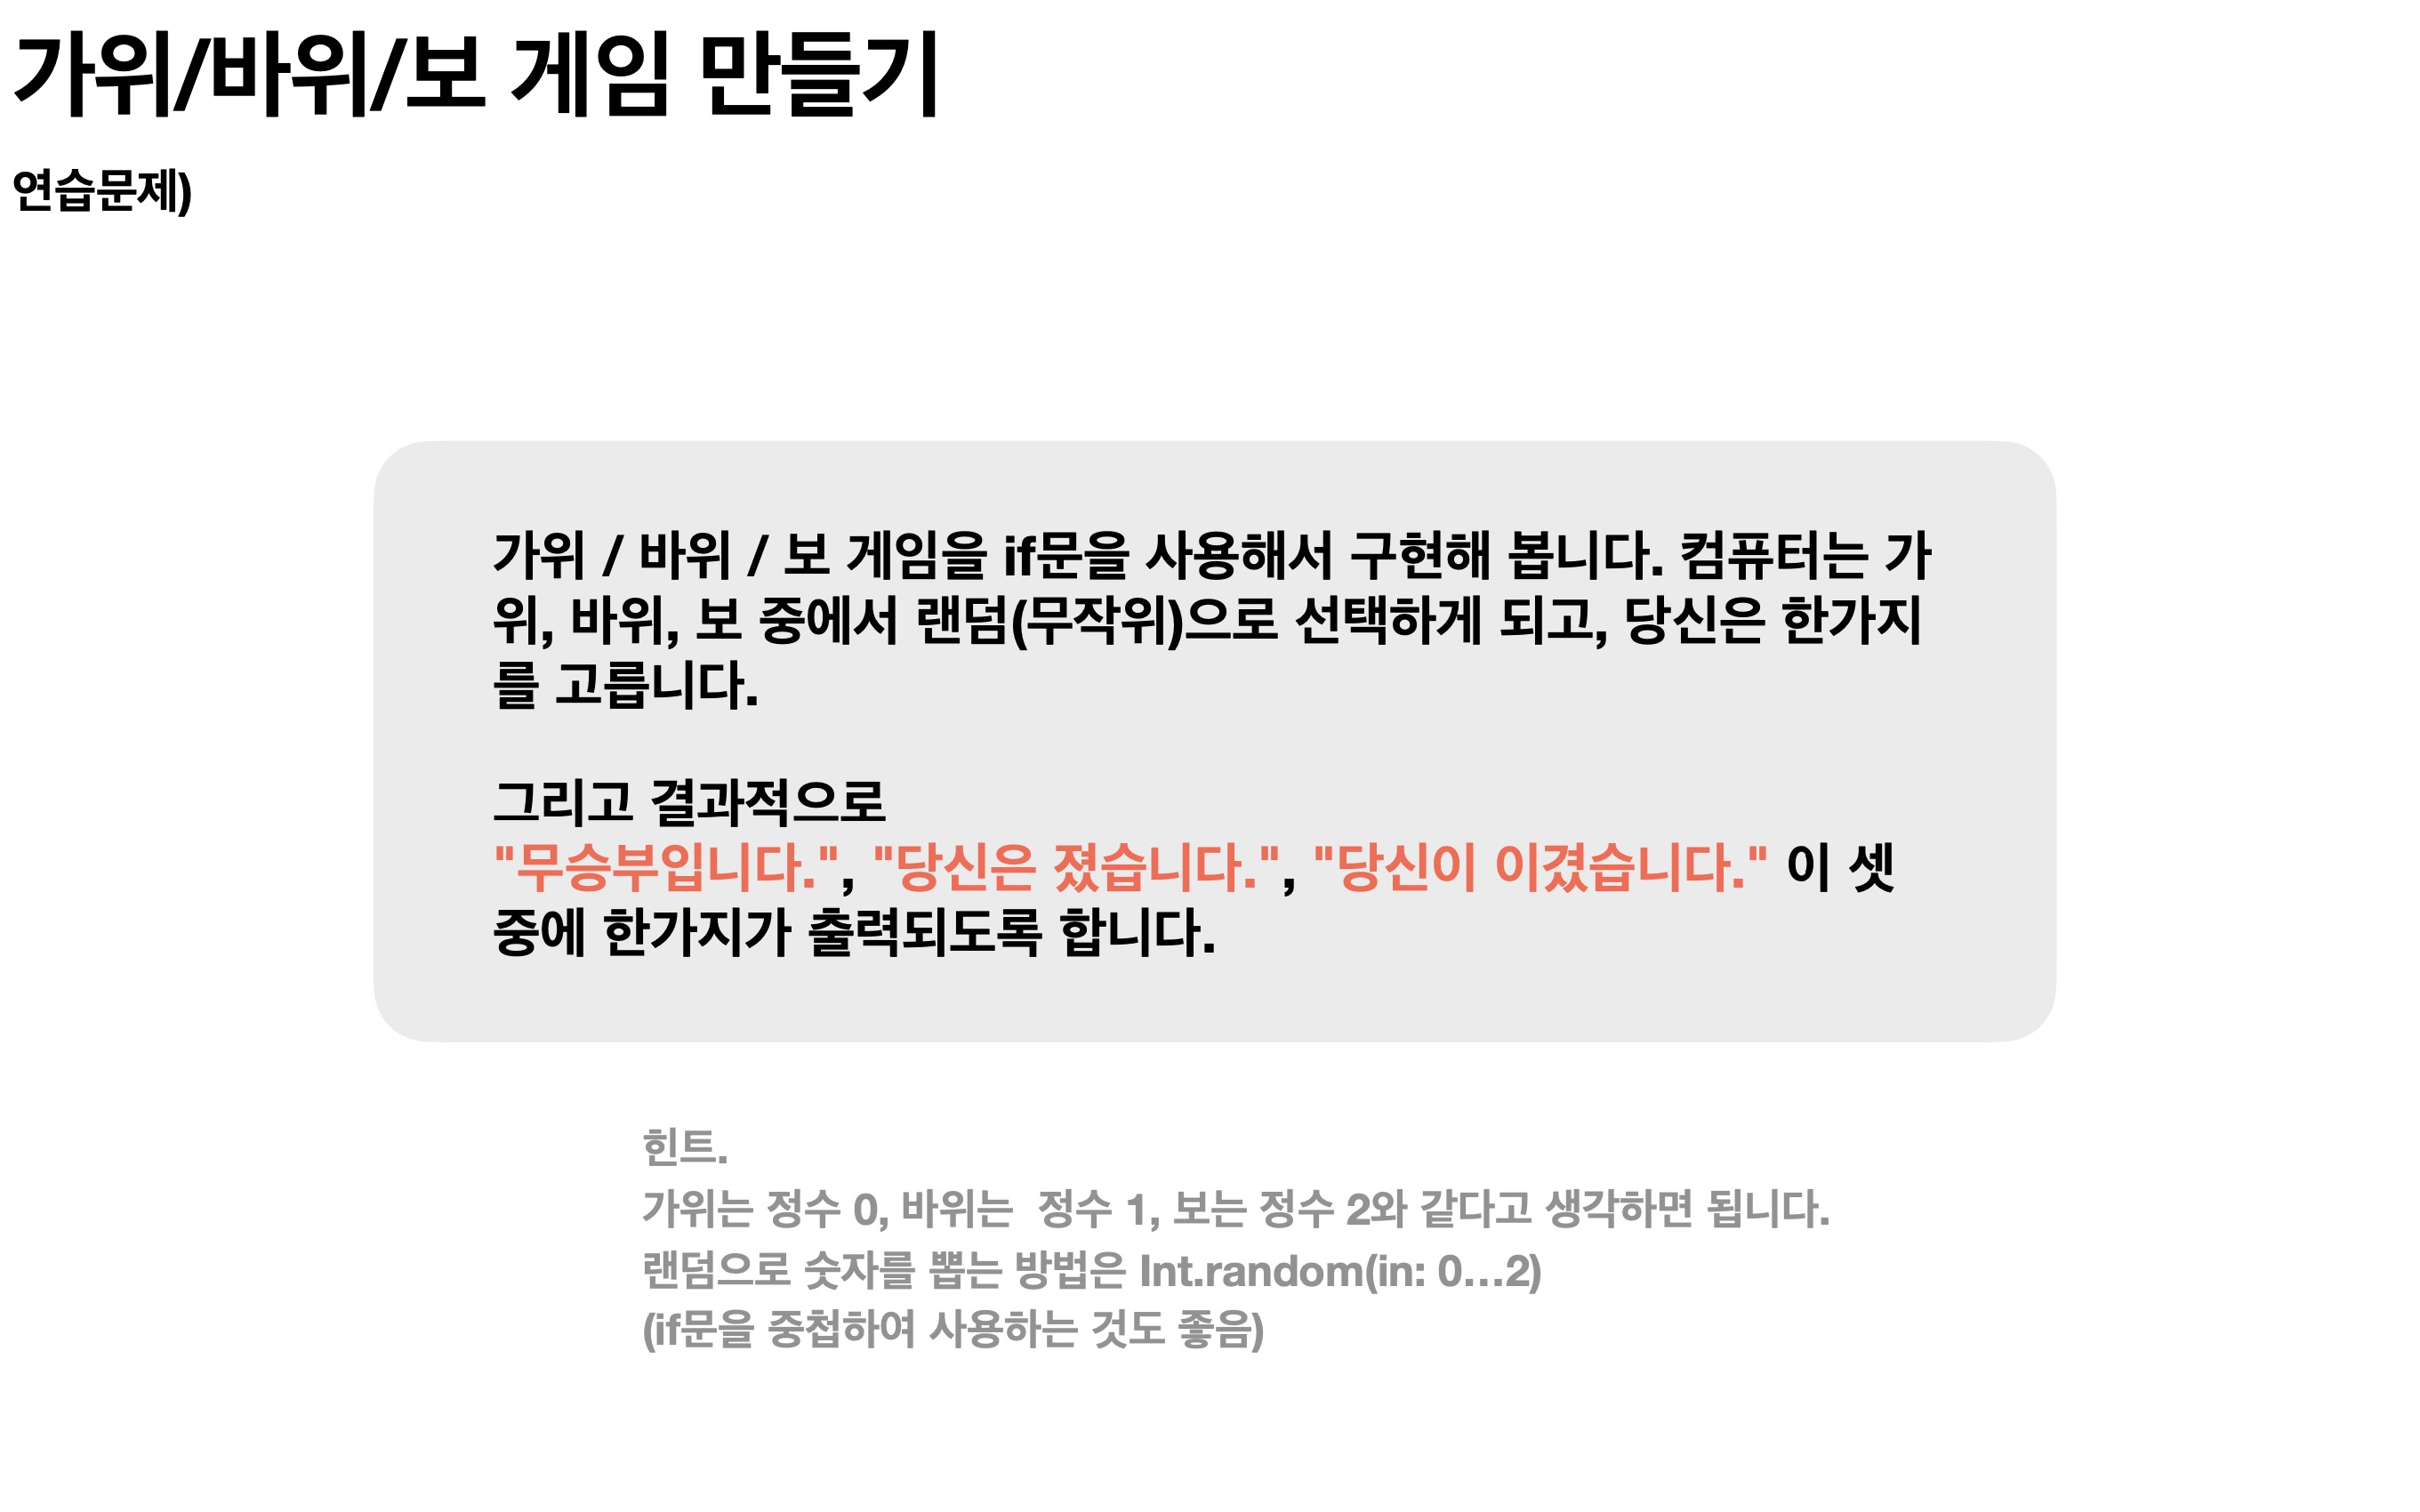 가위/바위/보 게임 만들기
연습문제)
가위 / 바위 / 보 게임을 if문을 사용해서 구현해 봅니다. 컴퓨터는 가
위, 바위, 보 중에서 랜덤(무작위)으로 선택하게 되고, 당신은 한가지
를 고릅니다.
그리고 결과적으로
"무승부입니다.", "당신은 졌습니다.", "당신이 이겼습니다." 이 셋
중에 한가지가 출력되도록 합니다.
힌트.
가위는 정수 0, 바위는 정수 1, 보는 정수 2와 같다고 생각하면 됩니다.
랜덤으로 숫자를 뽑는 방법은 Int.random(in: 0...2)
(if문을 중첩하여 사용하는 것도 좋음)